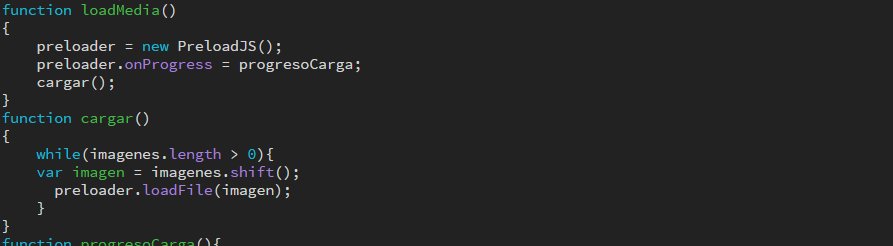 function loadMedia()
{
    preloader = new PreloadJS();
    preloader.onProgress = progresoCarga;
    cargar();
}
function cargar()
{
    while(imagenes.length > 0){
    var imagen = imagenes.shift();
      preloader.loadFile(imagen);
    }
}
function progresoCarga(){